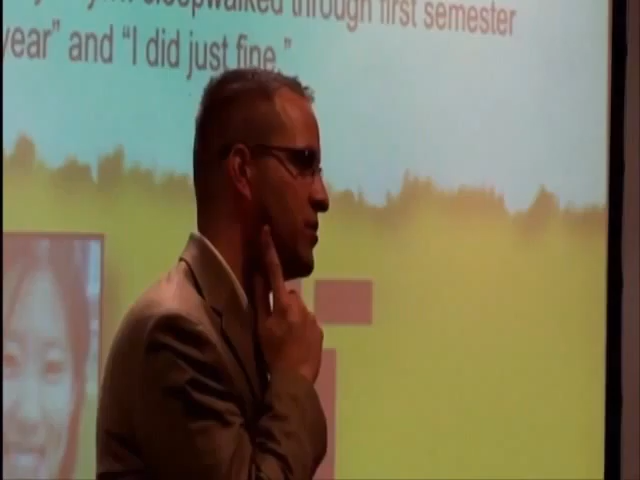 sleepwalked through first semester
year” and “I did just fine.”